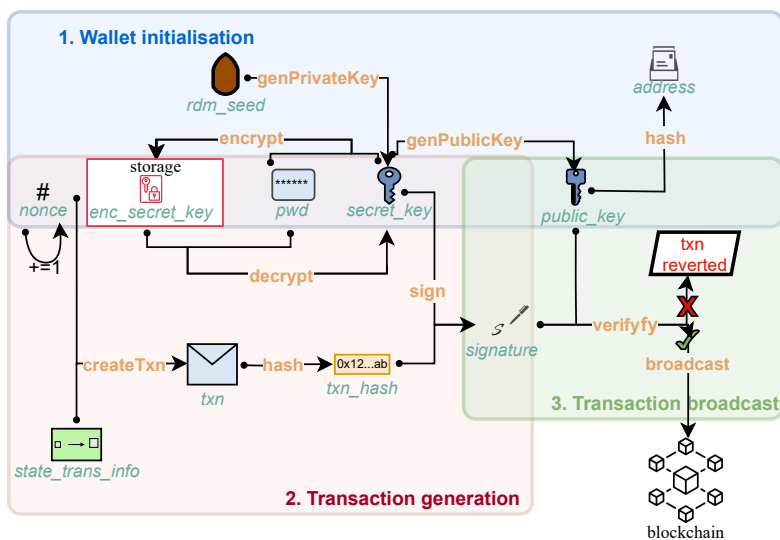 1. Wallet initialisation
genPrivateKey
rdm_seed
address
encrypt
genPublicKey
hash
storage
#
******
nonce
enc_secret_key
pwd
secret_key
public_key
+=1
decrypt
sign
txn
reverted
verifyfy
signature
createTxn
hash
0x12...ab
broadcast
txn
txn_hash
3. Transaction broadcast
state_trans_info
2. Transaction generation
blockchain